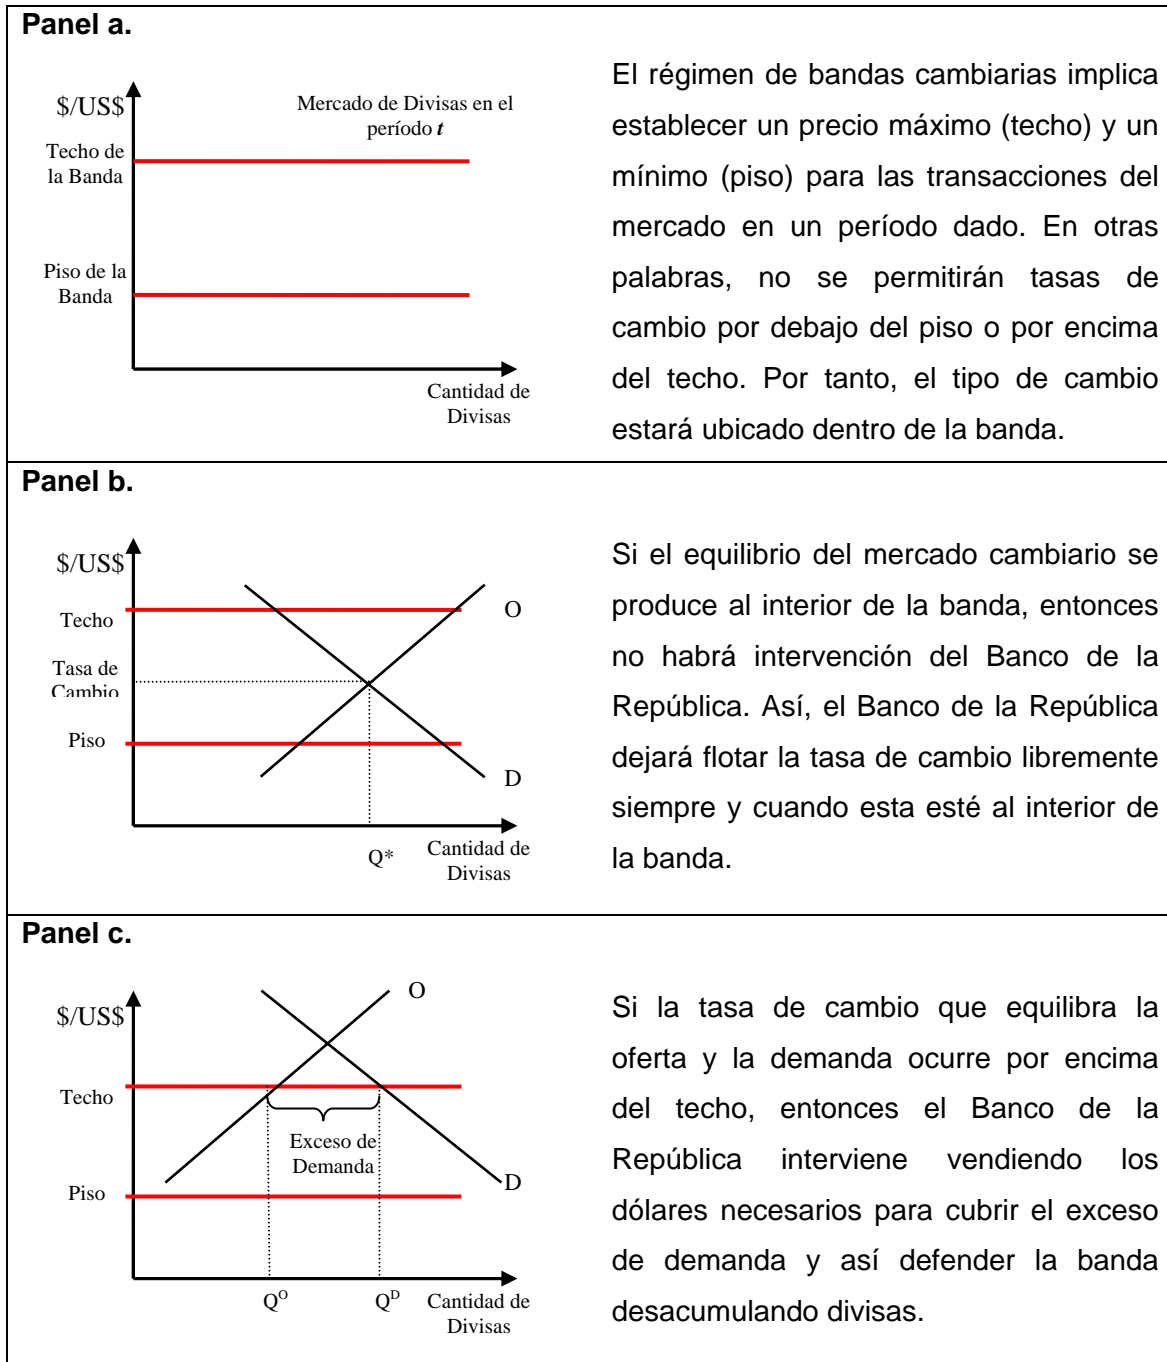 Panel a.
$/US$
Mercado de Divisas en el
período t
Techo de
la Banda
Piso de la
Banda
Cantidad de
Divisas
El régimen de bandas cambiarias implica
establecer un precio máximo (techo) y un
mínimo (piso) para las transacciones del
mercado en un período dado. En otras
palabras, no se permitirán tasas de
cambio por debajo del piso o por encima
del techo. Por tanto, el tipo de cambio
estará ubicado dentro de la banda.
Panel b.
$/US$
Techo
O
Tasa de
Cambio
Piso
D
Q*
Cantidad de
Divisas
Si el equilibrio del mercado cambiario se
produce al interior de la banda, entonces
no habrá intervención del Banco de la
República. Así, el Banco de la República
dejará flotar la tasa de cambio libremente
siempre y cuando esta esté al interior de
la banda.
Panel c.
O
$/US$
Techo
Exceso de
Demanda
D
Piso
Q^O
Q^D
Cantidad de
Divisas
Si la tasa de cambio que equilibra la
oferta y la demanda ocurre por encima
del techo, entonces el Banco de la
República interviene vendiendo los
dólares necesarios para cubrir el exceso
de demanda y así defender la banda
desacumulando divisas.